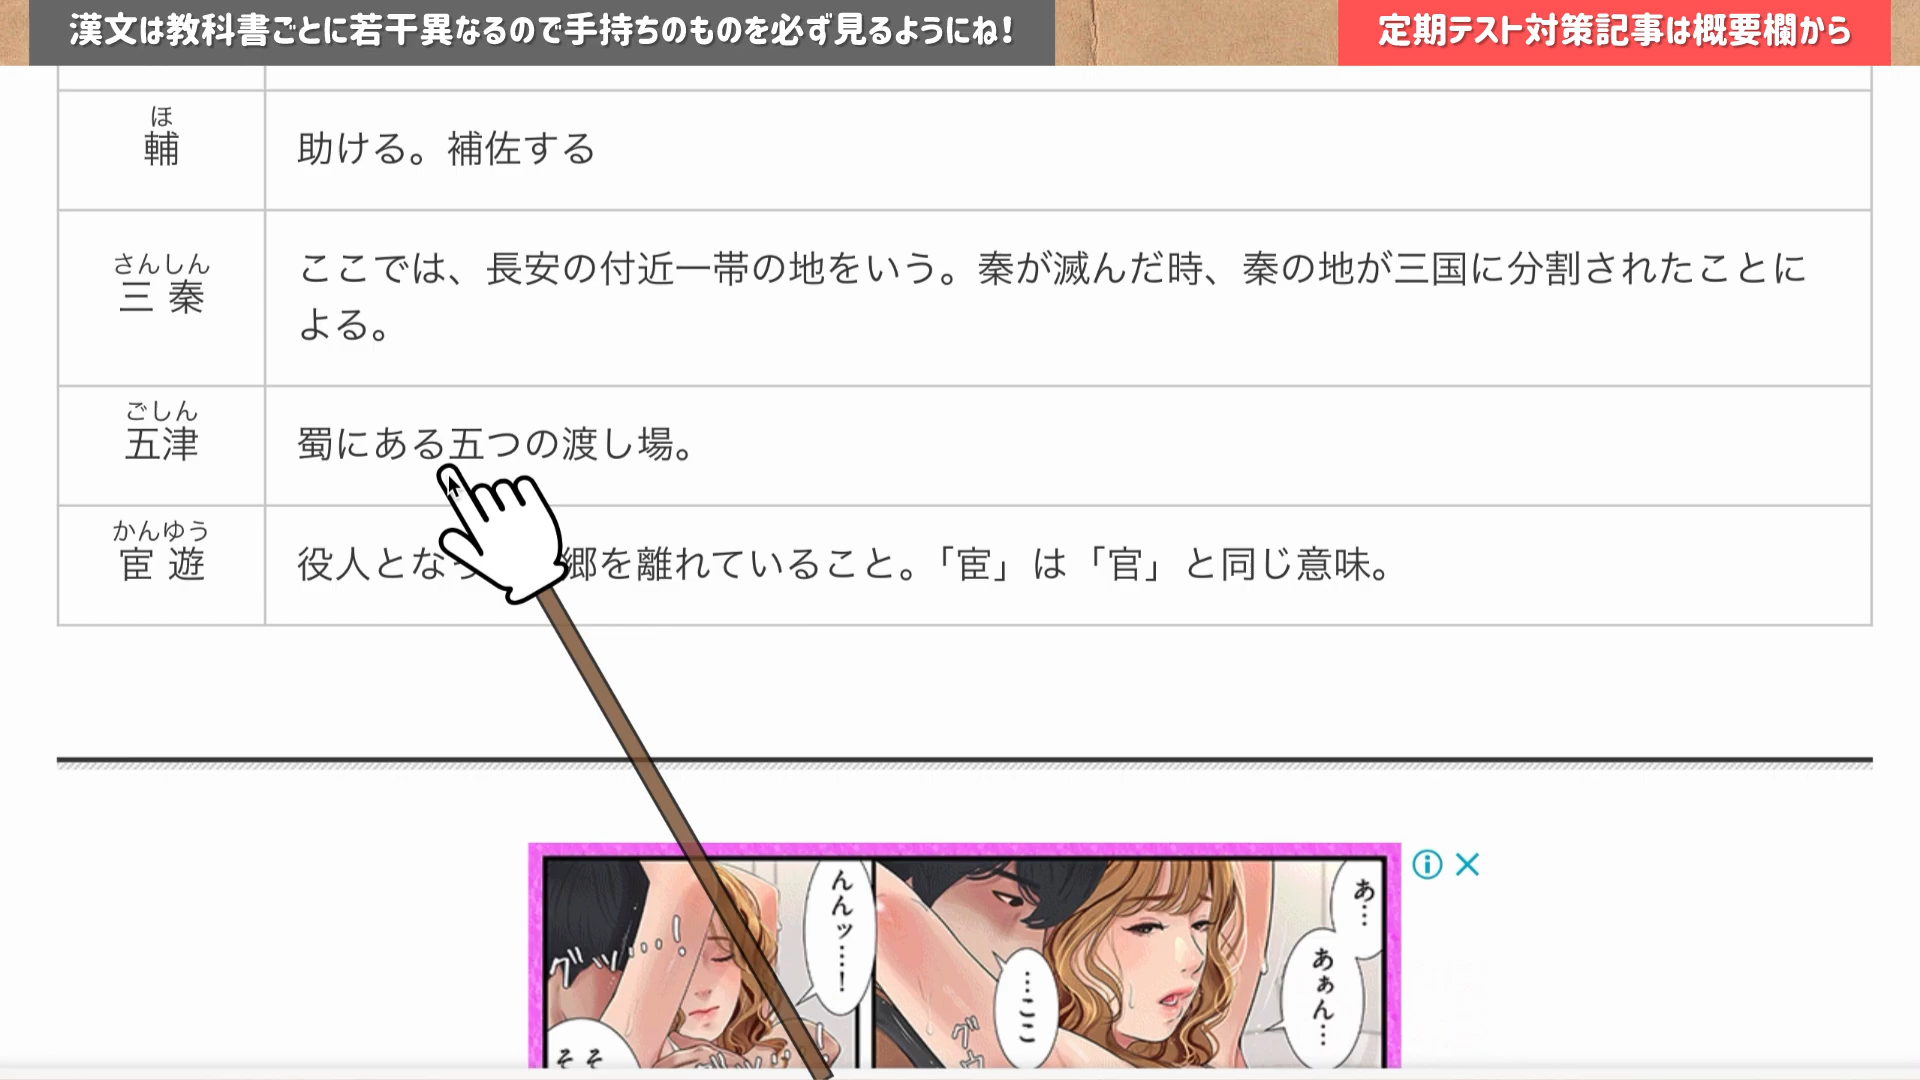 漢文は教科書ごとに若干異なるので手持ちのものを必ず見るようにね!
定期テスト対策記事は概要欄から
ほ
輔
助ける。補佐する
さんしん
三秦
ここでは、長安の付近一帯の地をいう。秦が滅んだ時、秦の地が三国に分割されたことに
よる。
ごしん
五津
蜀にある五つの渡し場。
かんゆう
宦遊
役人とな
郷を離れていること。「宦」は「官」と同じ意味。
んんッ…!
グ
そそ
…ここ
グ
あ…
あぁん…